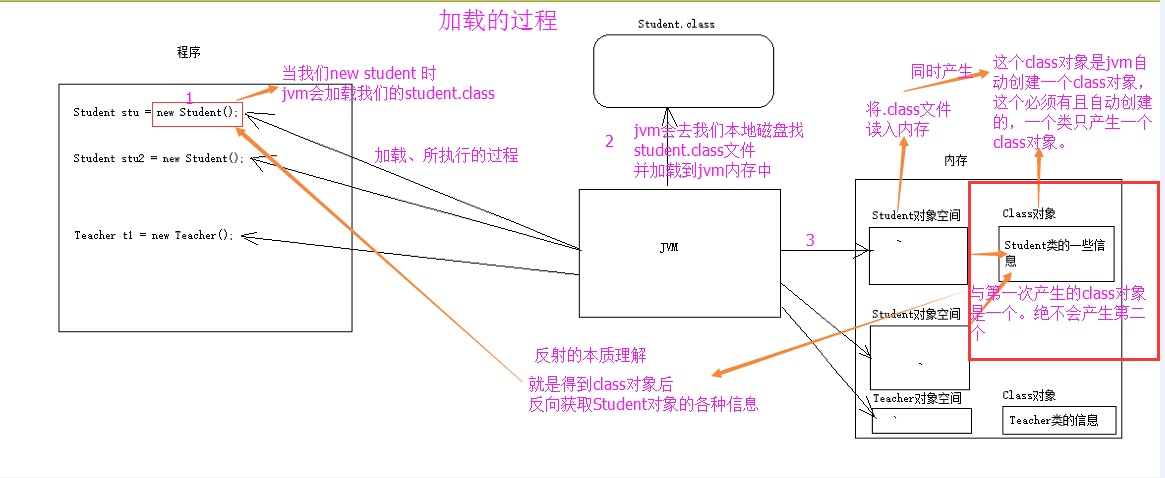 加载的过程
Student.class
程序
当我们new student 时
jvm会加载我们的student.class
1
Student stu = new Student();
Student stu2 = new Student();
Teacher t1 = new Teacher();
加载、所执行的过程
2
jvm会去我们本地磁盘找
student.class文件
并加载到jvm内存中
JVM
3
同时产生
这个class对象是jvm自
动创建一个class对象，
这个必须有且自动创建
的，一个类只产生一个
class对象。
将.class文件
读入内存
内存
Student对象空间
Class对象
Student类的一些信
息
与第一次产生的class对象
是一个。绝不会产生第二
个
Student对象空间
Teacher对象空间
Class对象
Teacher类的信息
反射的本质理解
就是得到class对象后
反向获取Student对象的各种信息